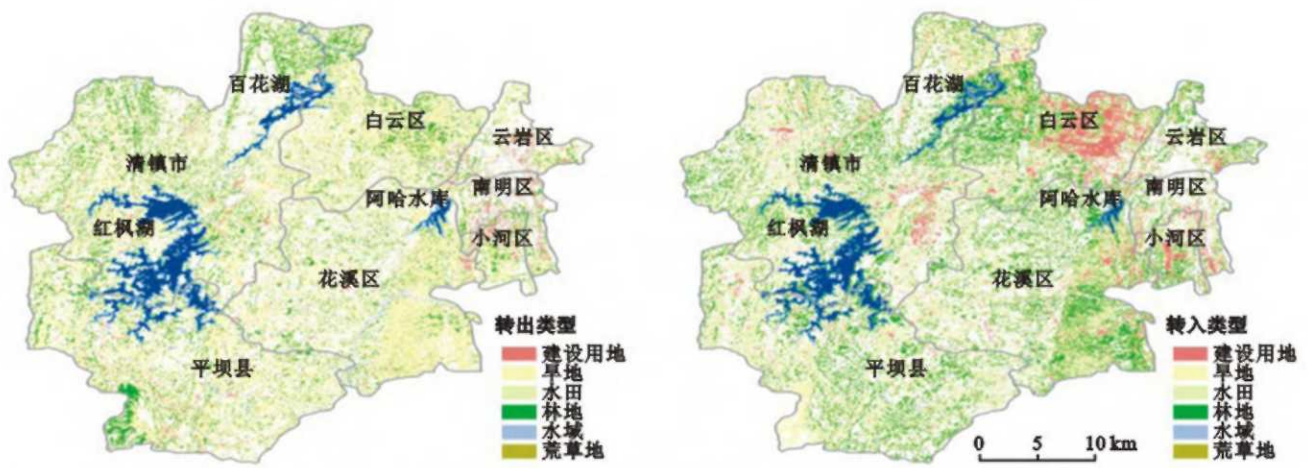 百花湖
白云区
云岩区
清镇市
南明区
阿哈水库
红枫湖
小河区
花溪区
平坝县
转出类型
建设用地
旱地
水田
林地
水域
荒草地
百花湖
白云区
云岩区
清镇市
南明区
阿哈水库
红枫湖
小河区
花溪区
平坝县
转入类型
建设用地
旱地
水田
林地
水域
荒草地
0 5 10 km